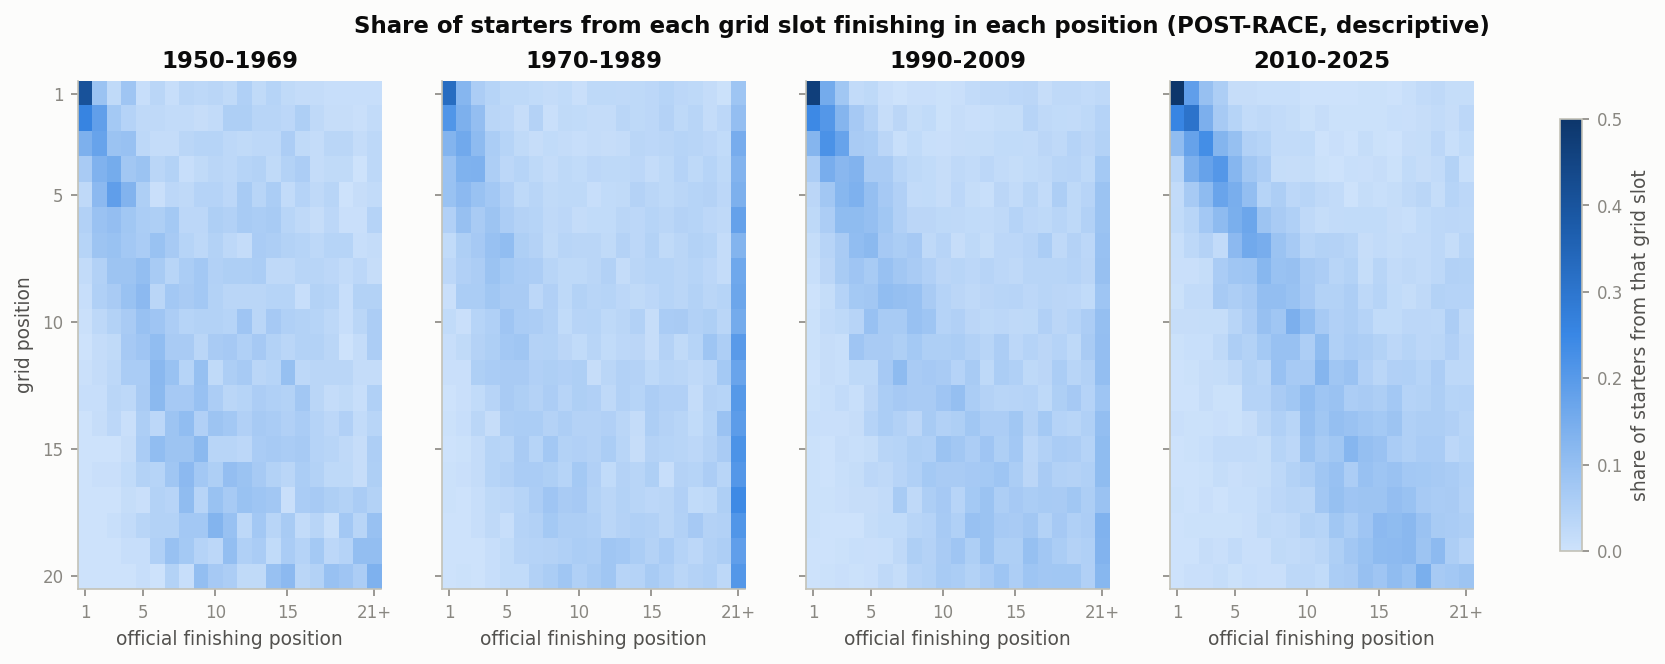 Share of starters from each grid slot finishing in each position (POST-RACE, descriptive)
1950-1969
1970-1989
1990-2009
2010-2025
grid position
1
5
10
15
20
1 5 10 15 21+
1 5 10 15 21+
1 5 10 15 21+
1 5 10 15 21+
official finishing position
official finishing position
official finishing position
official finishing position
0.5
0.4
0.3
0.2
0.1
0.0
share of starters from that grid slot